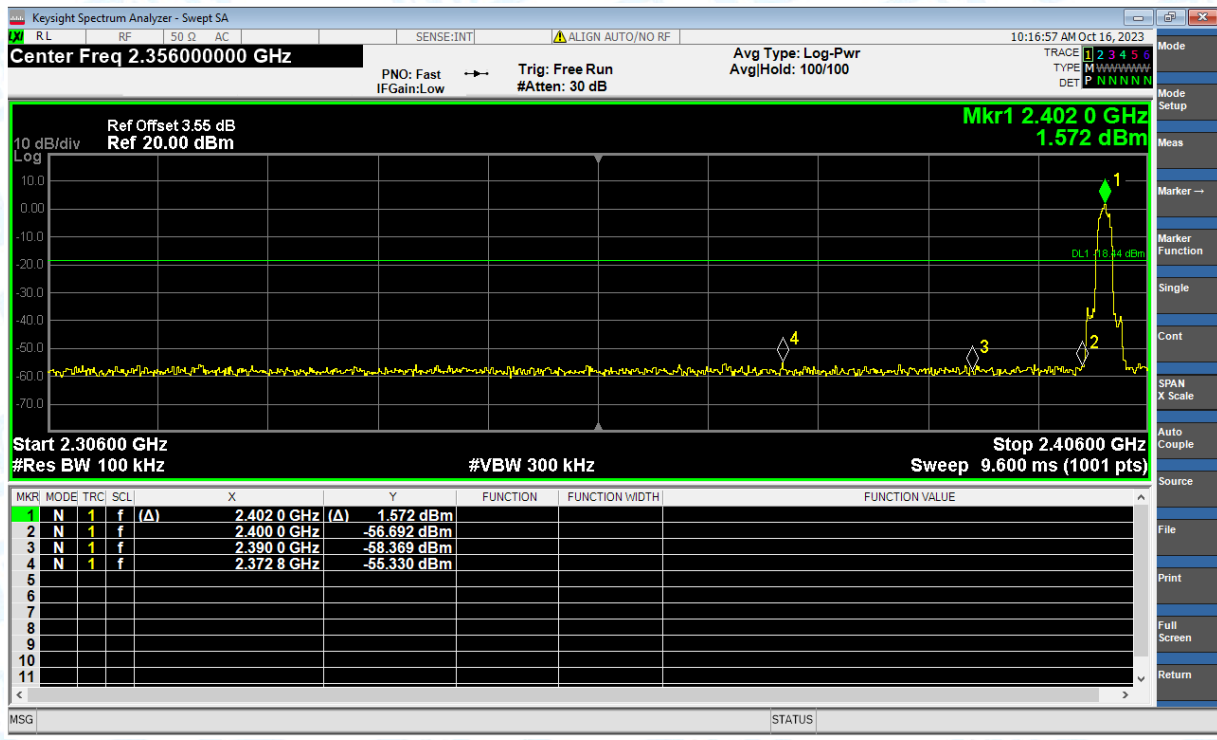 Keysight Spectrum Analyzer - Swept SA
LXI RL RF 50 Ω AC SENSE:INT ALIGN AUTO/NO RF 10:16:57 AM Oct 16, 2023
Center Freq 2.356000000 GHz
PNO: Fast
IFGain:Low
Trig: Free Run
#Atten: 30 dB
Avg Type: Log-Pwr
Avg|Hold: 100/100
TRACE 1 2 3 4 5 6
TYPE M W W W W W
DET P N N N N N
Mkr1 2.402 0 GHz
1.572 dBm
Ref Offset 3.55 dB
10 dB/div Ref 20.00 dBm
Log
10.0
0.00
-10.0
-20.0
-30.0
-40.0
-50.0
-60.0
-70.0
1
DL1 -18.44 dBm
4
3
2
Start 2.30600 GHz Stop 2.40600 GHz
#Res BW 100 kHz #VBW 300 kHz Sweep 9.600 ms (1001 pts)
MKR MODE TRC SCL X Y FUNCTION FUNCTION WIDTH FUNCTION VALUE
1 N 1 f (Δ) 2.402 0 GHz (Δ) 1.572 dBm
2 N 1 f 2.400 0 GHz -56.692 dBm
3 N 1 f 2.390 0 GHz -58.369 dBm
4 N 1 f 2.372 8 GHz -55.330 dBm
5
6
7
8
9
10
11
MSG STATUS
Mode
Mode
Setup
Meas
Marker→
Marker
Function
Single
Cont
SPAN
X Scale
Auto
Couple
Source
File
Print
Full
Screen
Return